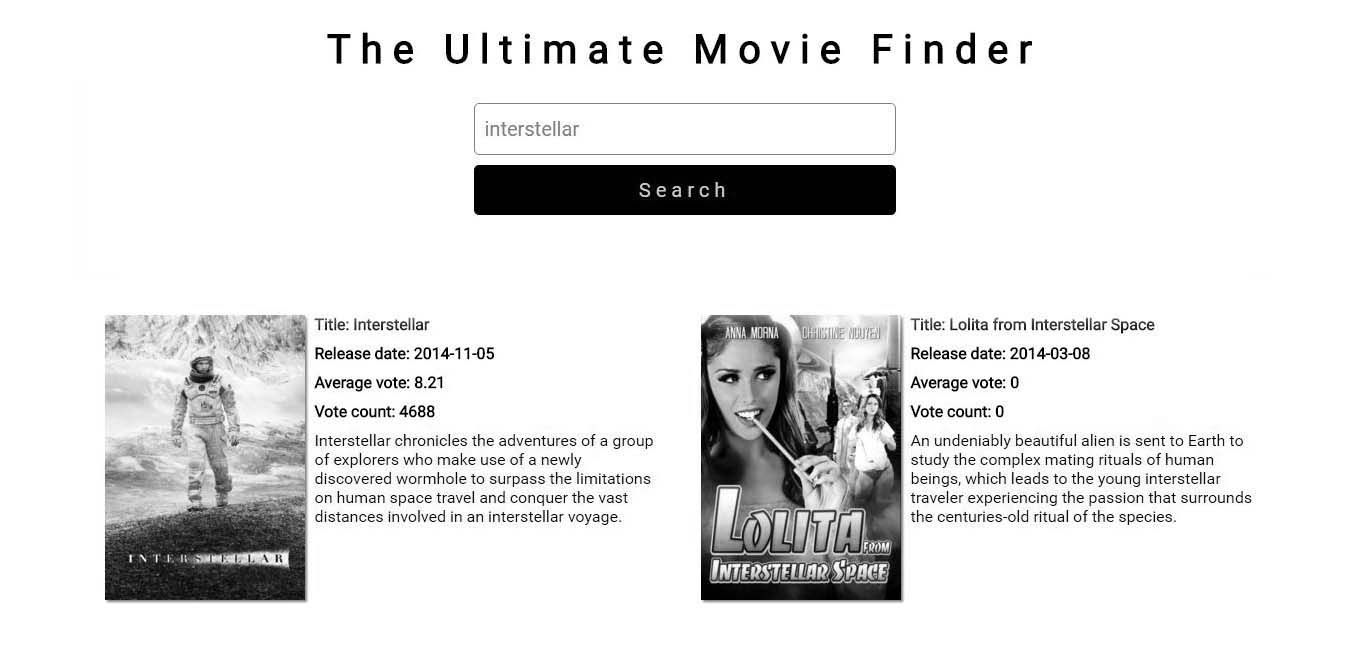 The Ultimate Movie Finder
interstellar
Search
INTERSTELLAR
Title: Interstellar
Release date: 2014-11-05
Average vote: 8.21
Vote count: 4688
Interstellar chronicles the adventures of a group
of explorers who make use of a newly
discovered wormhole to surpass the limitations
on human space travel and conquer the vast
distances involved in an interstellar voyage.
ANNA MORNA CHRISTINE NGUYEN
LOLITA FROM
INTERSTELLAR SPACE
Title: Lolita from Interstellar Space
Release date: 2014-03-08
Average vote: 0
Vote count: 0
An undeniably beautiful alien is sent to Earth to
study the complex mating rituals of human
beings, which leads to the young interstellar
traveler experiencing the passion that surrounds
the centuries-old ritual of the species.